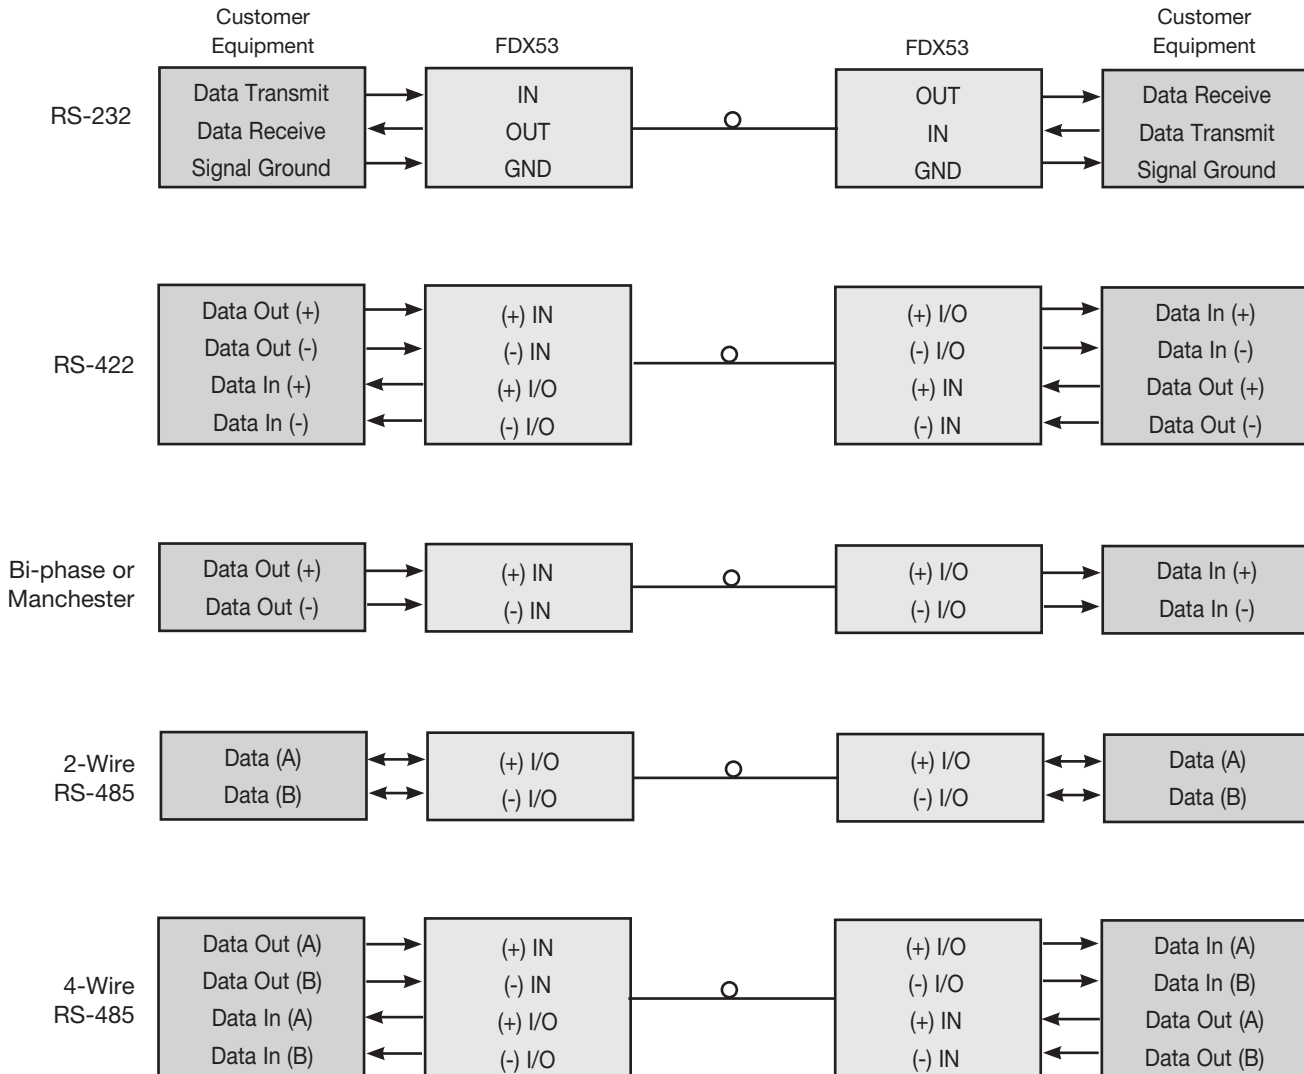 Customer
Equipment
FDX53
FDX53
Customer
Equipment
RS-232
Data Transmit
Data Receive
Signal Ground
IN
OUT
GND
OUT
IN
GND
Data Receive
Data Transmit
Signal Ground
RS-422
Data Out (+)
Data Out (-)
Data In (+)
Data In (-)
(+) IN
(-) IN
(+) I/O
(-) I/O
(+) I/O
(-) I/O
(+) IN
(-) IN
Data In (+)
Data In (-)
Data Out (+)
Data Out (-)
Bi-phase or
Manchester
Data Out (+)
Data Out (-)
(+) IN
(-) IN
(+) I/O
(-) I/O
Data In (+)
Data In (-)
2-Wire
RS-485
Data (A)
Data (B)
(+) I/O
(-) I/O
(+) I/O
(-) I/O
Data (A)
Data (B)
4-Wire
RS-485
Data Out (A)
Data Out (B)
Data In (A)
Data In (B)
(+) IN
(-) IN
(+) I/O
(-) I/O
(+) I/O
(-) I/O
(+) IN
(-) IN
Data In (A)
Data In (B)
Data Out (A)
Data Out (B)